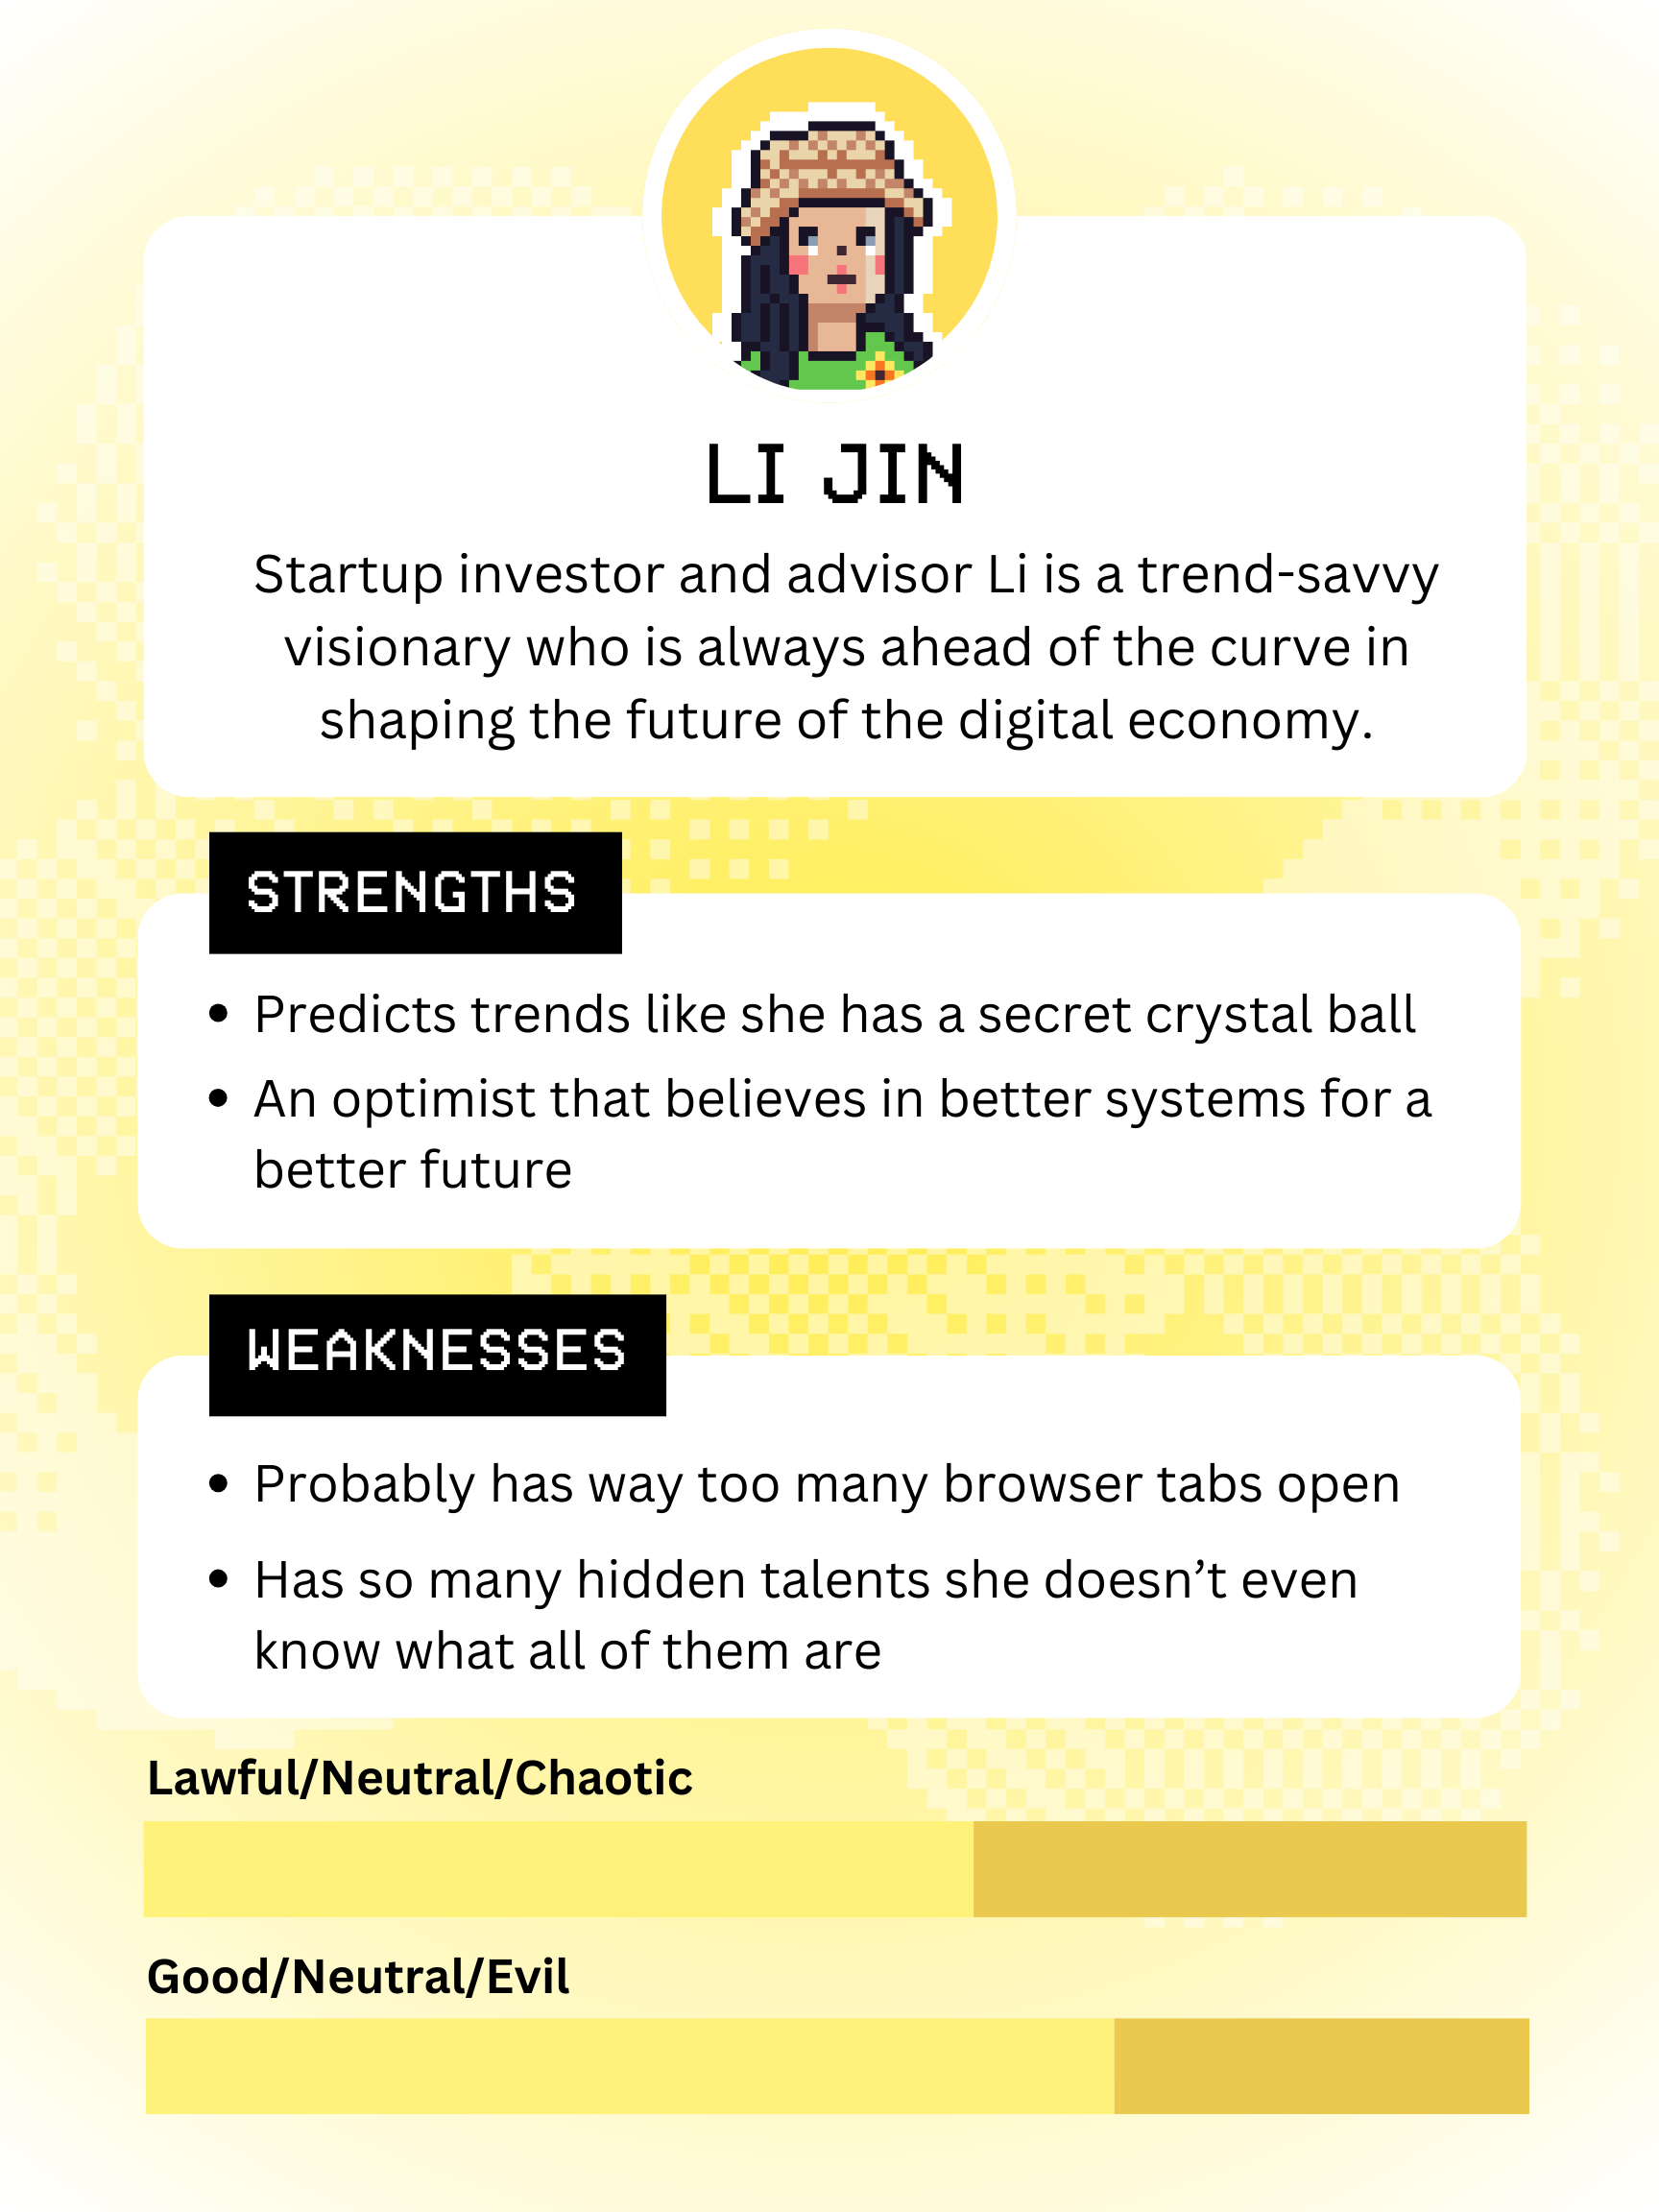 LI JIN
Startup investor and advisor Li is a trend-savvy
visionary who is always ahead of the curve in
shaping the future of the digital economy.
STRENGTHS
• Predicts trends like she has a secret crystal ball
• An optimist that believes in better systems for a
better future
WEAKNESSES
• Probably has way too many browser tabs open
• Has so many hidden talents she doesn’t even
know what all of them are
Lawful/Neutral/Chaotic
Good/Neutral/Evil